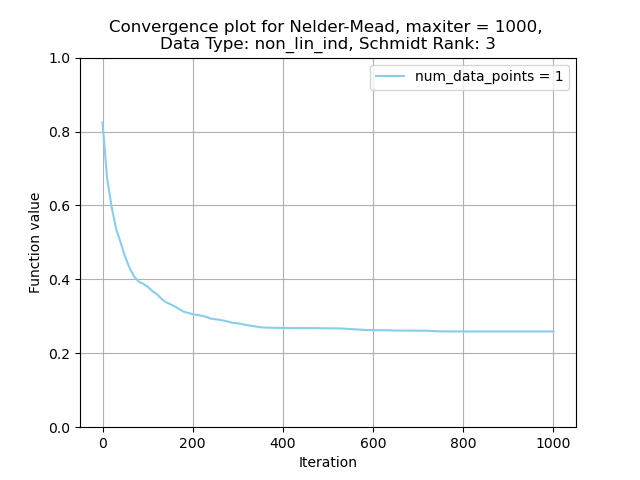 Convergence plot for Nelder-Mead, maxiter = 1000,
Data Type: non_lin_ind, Schmidt Rank: 3
num_data_points = 1
Function value
1.0
0.8
0.6
0.4
0.2
0.0
0 200 400 600 800 1000
Iteration